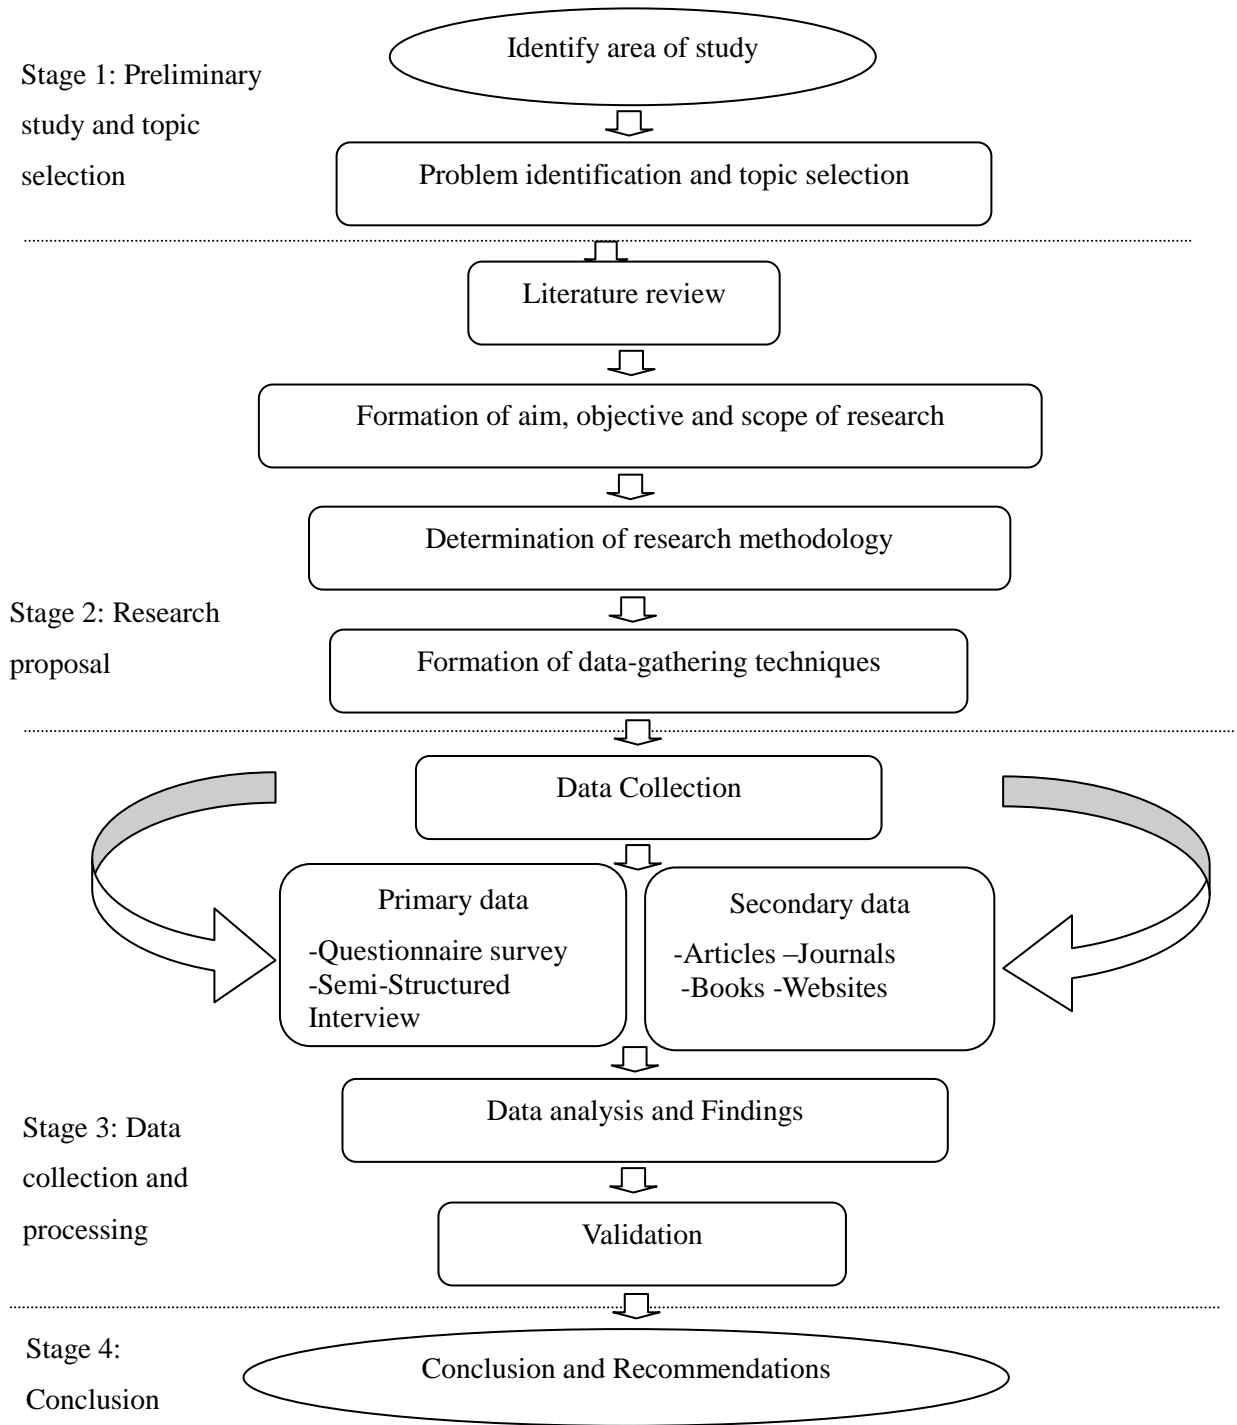 Identify area of study
Stage 1: Preliminary
study and topic
selection
Problem identification and topic selection
Literature review
Formation of aim, objective and scope of research
Determination of research methodology
Stage 2: Research
proposal
Formation of data-gathering techniques
Data Collection
Primary data
-Questionnaire survey
-Semi-Structured
Interview
Secondary data
-Articles –Journals
-Books -Websites
Data analysis and Findings
Stage 3: Data
collection and
processing
Validation
Stage 4:
Conclusion
Conclusion and Recommendations